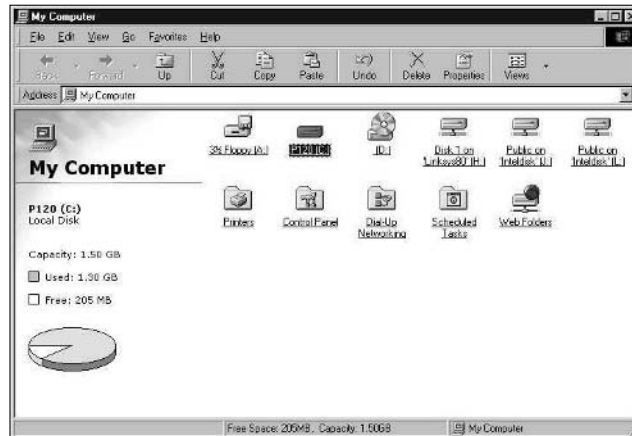 My Computer
File Edit View Go Favorites Help
Back Forward Up Cut Copy Paste Undo Delete Properties Views
Address My Computer
My Computer
P120 (C:)
Local Disk
Capacity: 1.50 GB
Used: 1.30 GB
Free: 205 MB
3½ Floppy (A:)
P120 (C:)
(D:)
Disk 1 on 'Linksys80' (H:)
Public on 'Inteldisk' (J:)
Public on 'Inteldisk' (L:)
Printers
Control Panel
Dial-Up Networking
Scheduled Tasks
Web Folders
Free Space: 205MB, Capacity: 1.50GB
My Computer